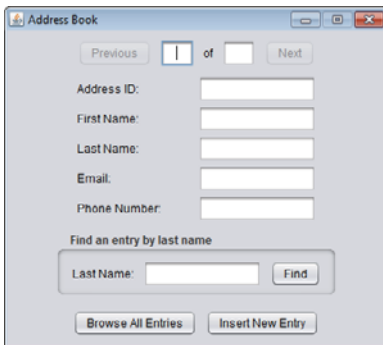 Address Book
Previous of Next
Address ID:
First Name:
Last Name:
Email:
Phone Number:
Find an entry by last name
Last Name: Find
Browse All Entries Insert New Entry